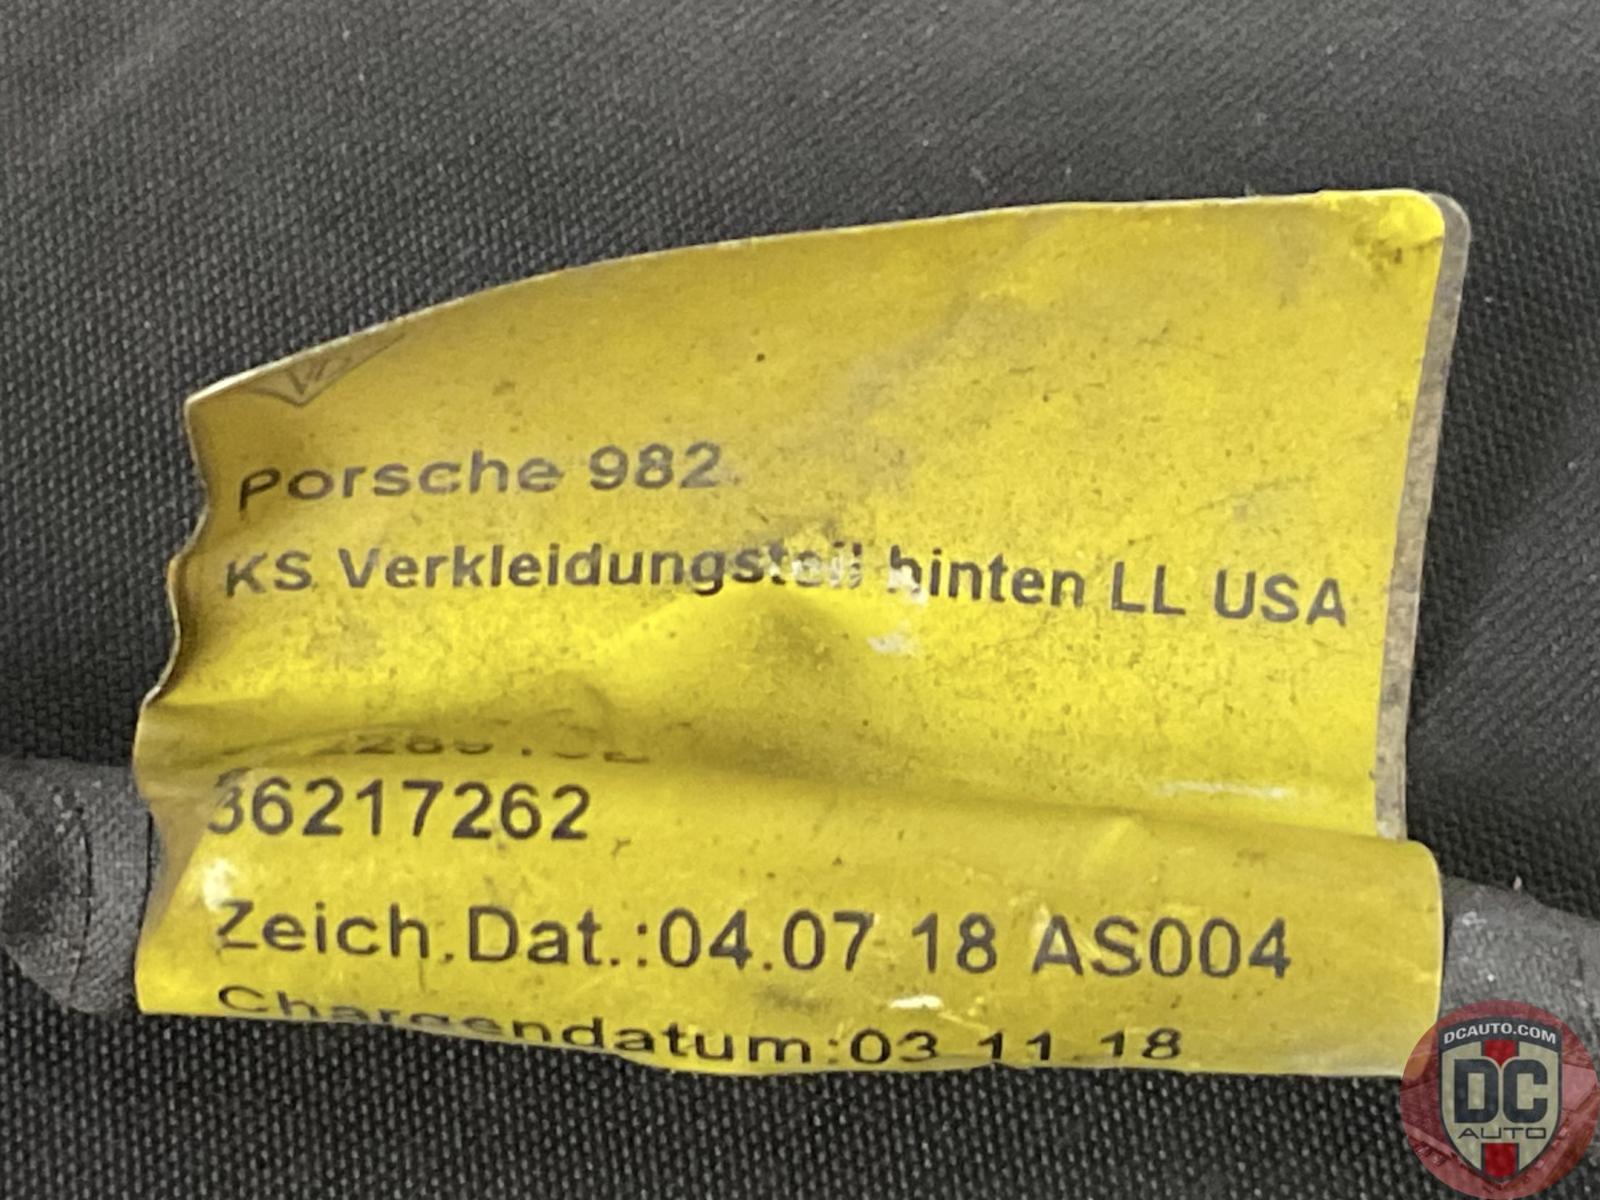 Porsche 982
KS Verkleidungsteil hinten LL USA
36217262
Zeich.Dat.:04.07 18 AS004
Chargendatum:03 11 18
DCAUTO.COM
DC
AUTO